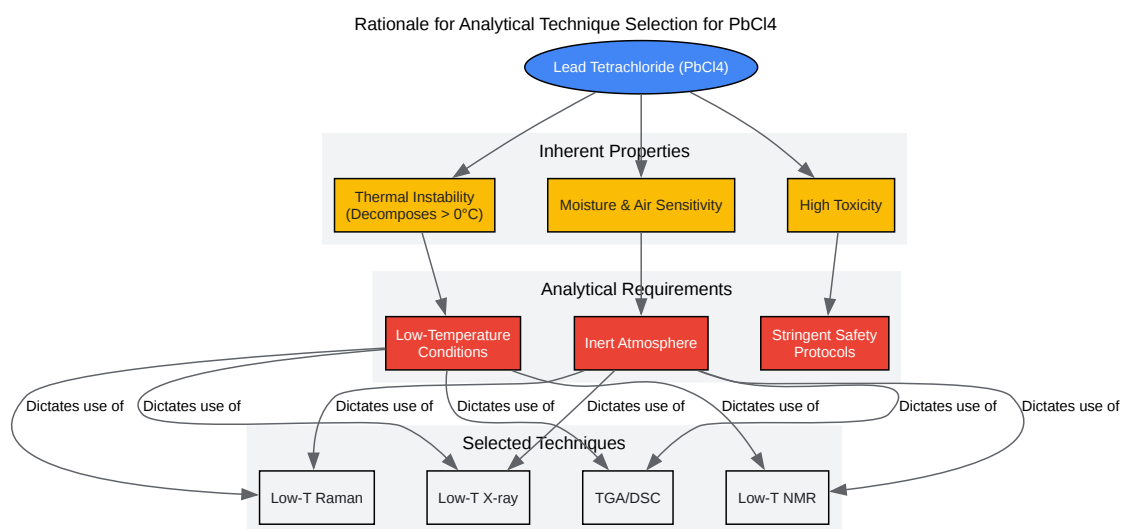 Rationale for Analytical Technique Selection for PbCl4
Lead Tetrachloride (PbCl4)
Inherent Properties
Thermal Instability
(Decomposes > 0°C)
Moisture & Air Sensitivity
High Toxicity
Analytical Requirements
Low-Temperature
Conditions
Inert Atmosphere
Stringent Safety
Protocols
Dictates use of
Dictates use of
Dictates use of
Dictates use of
Dictates use of
Dictates use of
Dictates use of
Dictates use of
Selected Techniques
Low-T Raman
Low-T X-ray
TGA/DSC
Low-T NMR